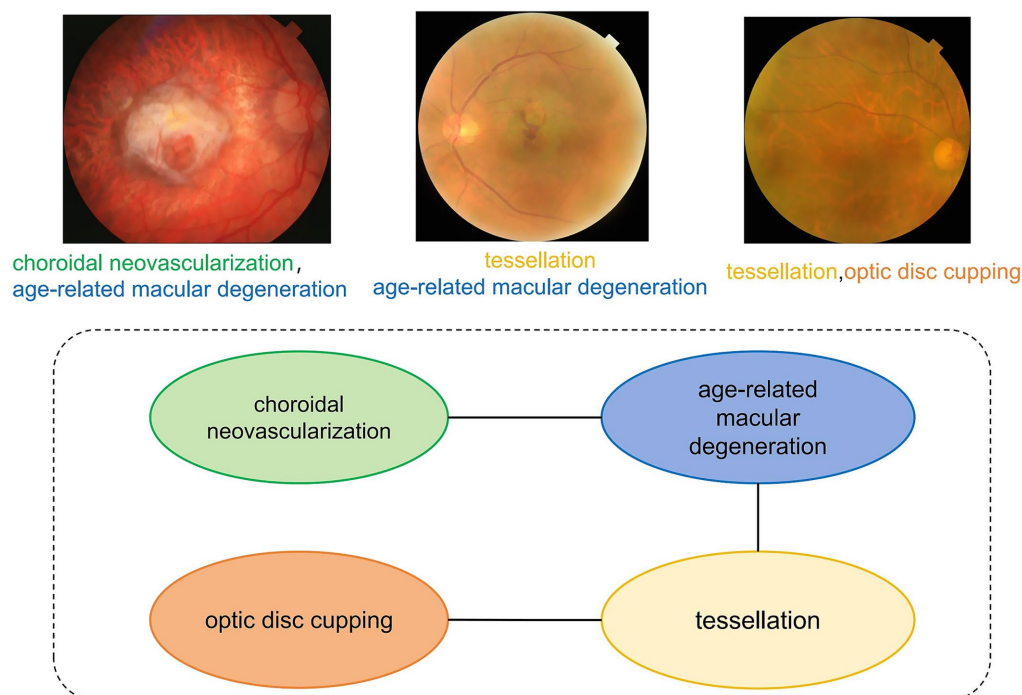 choroidal neovascularization,
age-related macular degeneration
tessellation
age-related macular degeneration
tessellation,optic disc cupping
choroidal
neovascularization
age-related
macular
degeneration
optic disc cupping
tessellation